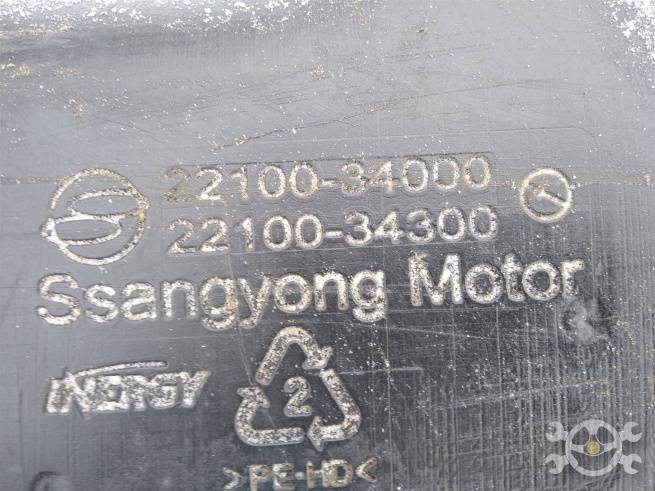 22100-34000
22100-34300
Ssangyong Motor
INERGY
2
>PE-HD<